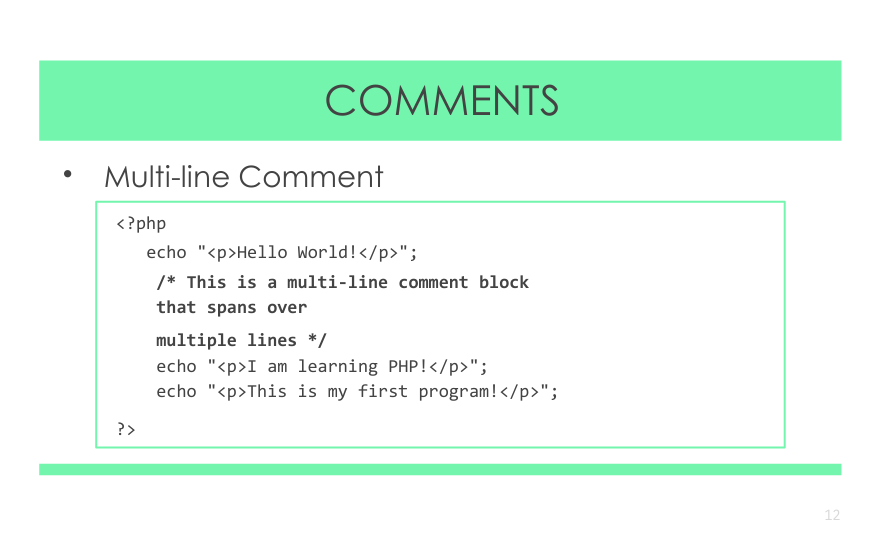 COMMENTS
• Multi-line Comment
<?php
echo "<p>Hello World!</p>";
/* This is a multi-line comment block
that spans over
multiple lines */
echo "<p>I am learning PHP!</p>";
echo "<p>This is my first program!</p>";
?>
12